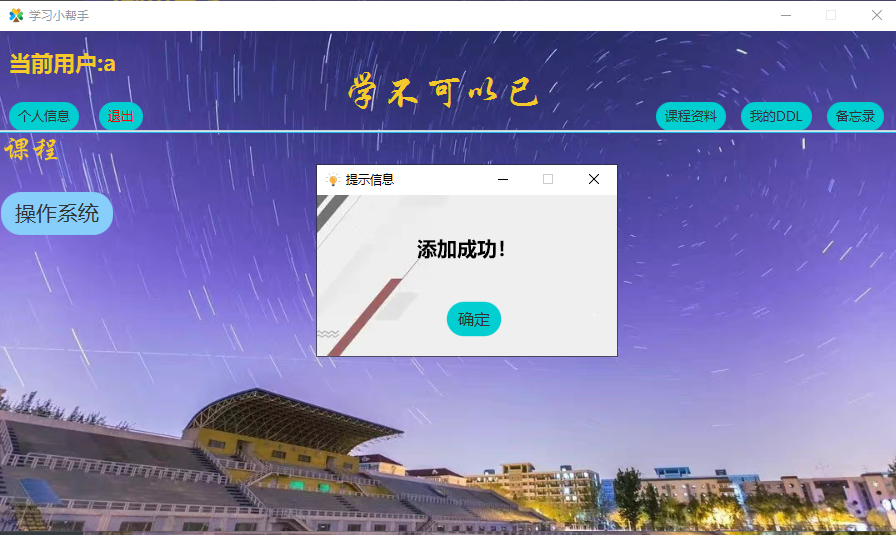 学习小帮手
当前用户:a
学不可以已
个人信息
退出
课程资料
我的DDL
备忘录
课程
操作系统
提示信息
添加成功!
确定